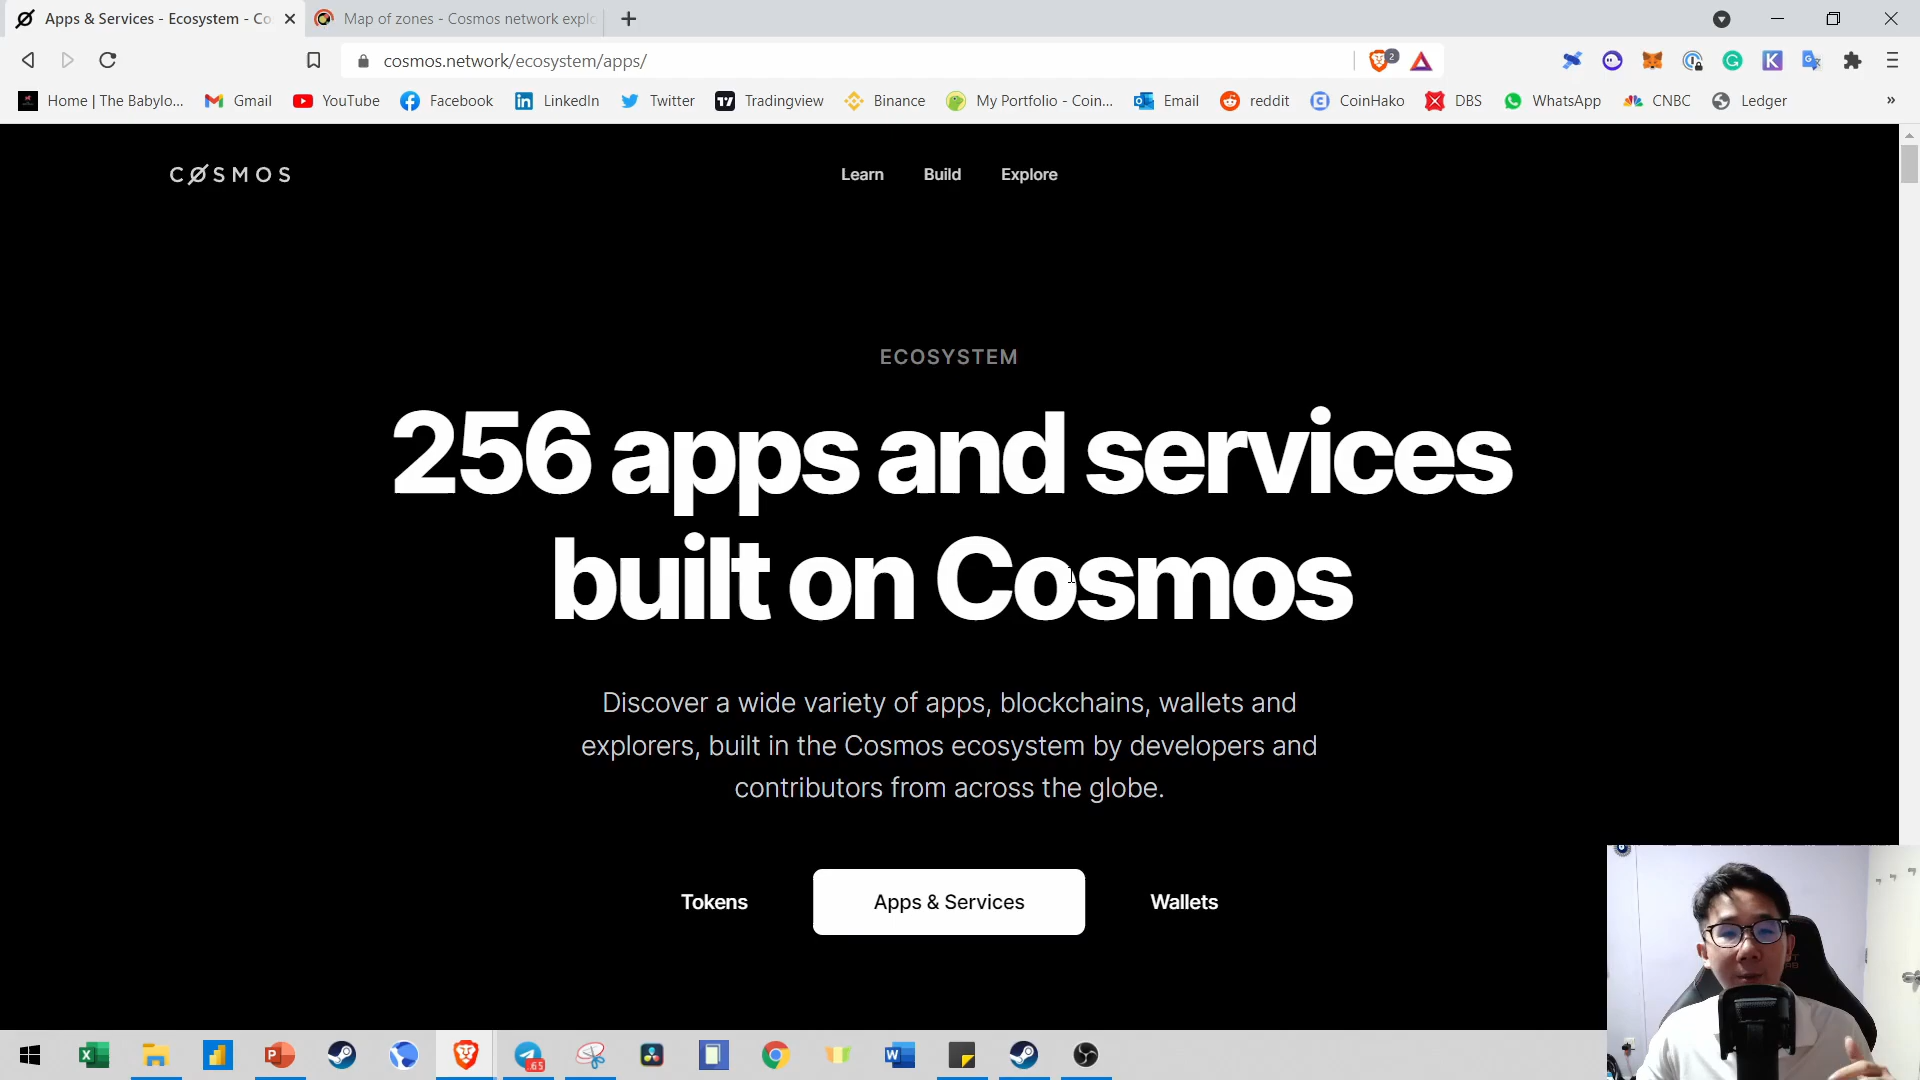 Apps & Services - Ecosystem - Co
Map of zones - Cosmos network explo
cosmos.network/ecosystem/apps/
2
Home | The Babylo...
Gmail
YouTube
Facebook
LinkedIn
Twitter
Tradingview
Binance
My Portfolio - Coin...
Email
reddit
CoinHako
DBS
WhatsApp
CNBC
Ledger
COSMOS
Learn
Build
Explore
ECOSYSTEM
256 apps and services
built on Cosmos
Discover a wide variety of apps, blockchains, wallets and
explorers, built in the Cosmos ecosystem by developers and
contributors from across the globe.
Tokens
Apps & Services
Wallets
65